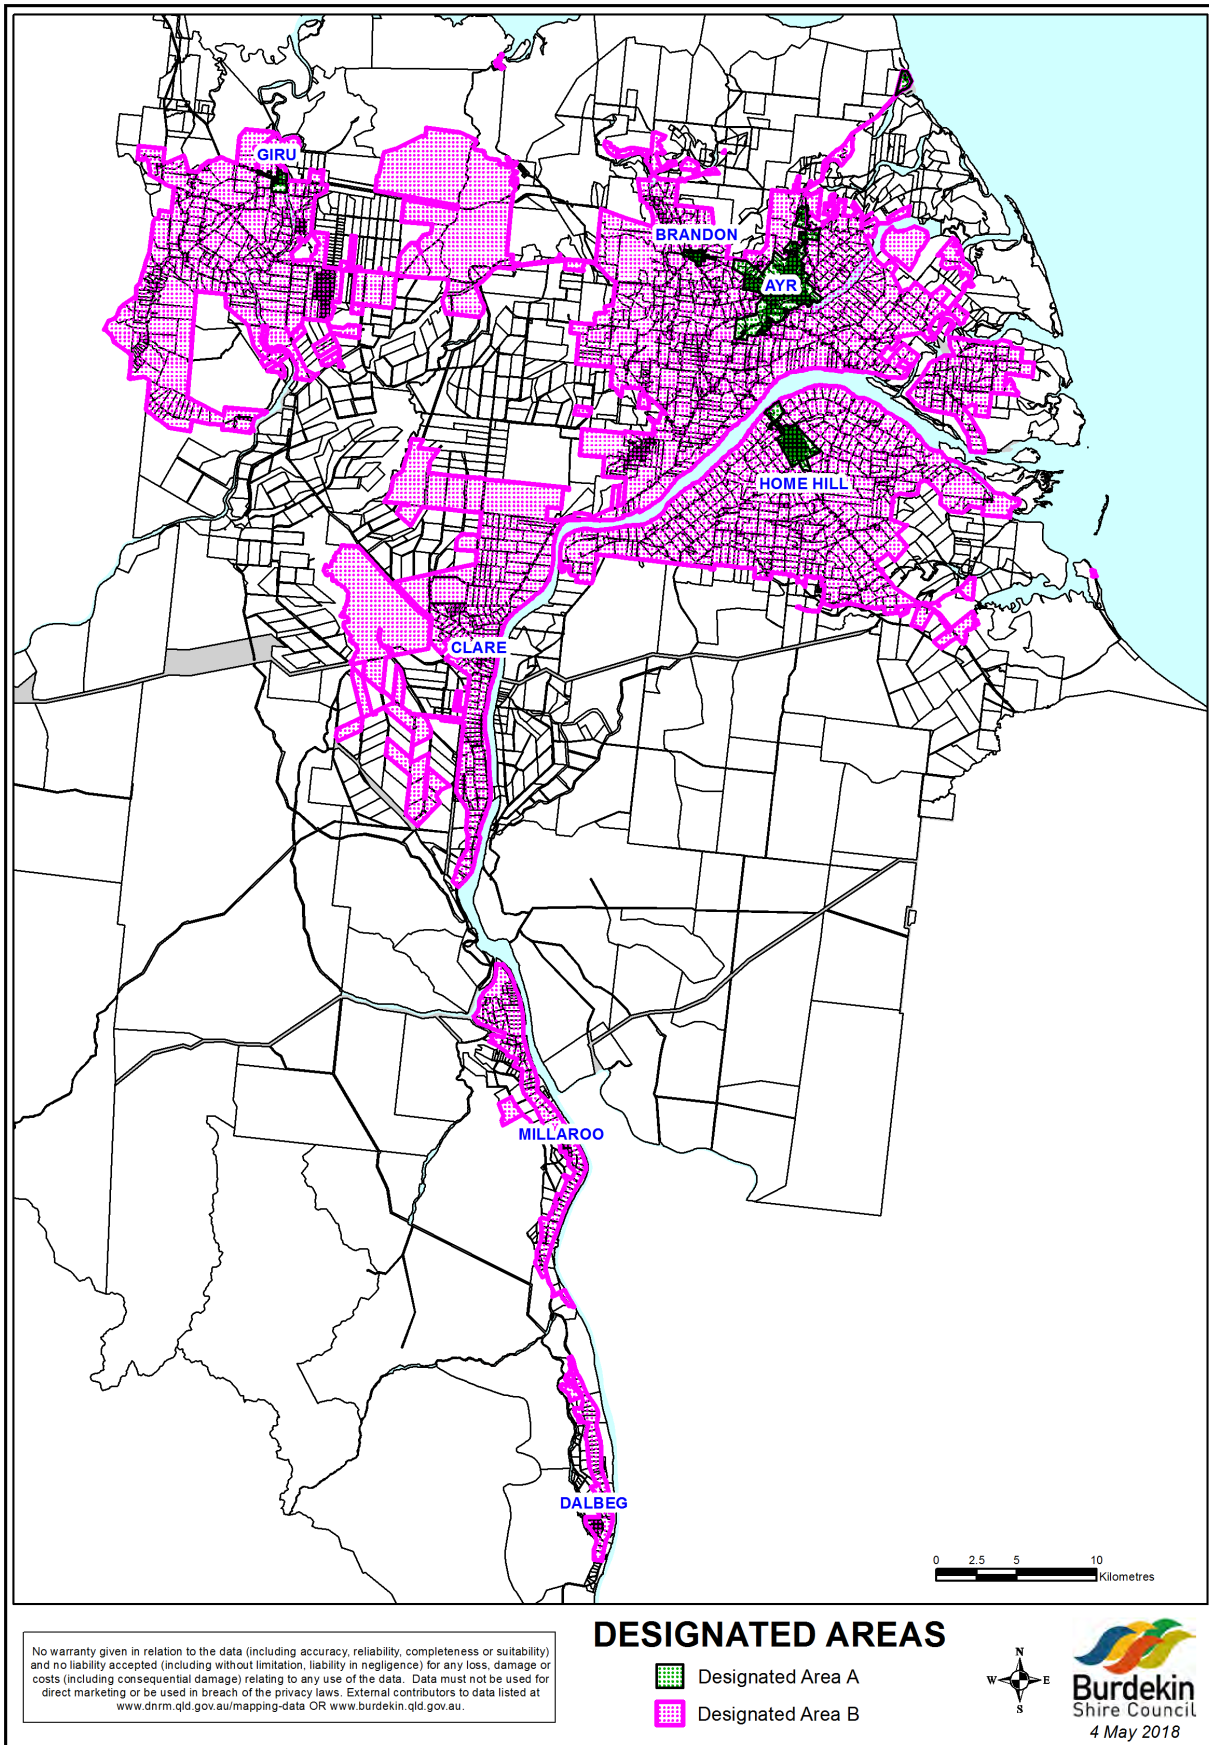 GIRU
BRANDON
AYR
HOME HILL
CLARE
MILLAROO
DALBEG
0 2.5 5 10
Kilometres
DESIGNATED AREAS
Designated Area A
Designated Area B
No warranty given in relation to the data (including accuracy, reliability, completeness or suitability)
and no liability accepted (including without limitation, liability in negligence) for any loss, damage or
costs (including consequential damage) relating to any use of the data. Data must not be used for
direct marketing or be used in breach of the privacy laws. External contributors to data listed at
www.dnrm.qld.gov.au/mapping-data OR www.burdekin.qld.gov.au.
N
W E
S
Burdekin
Shire Council
4 May 2018